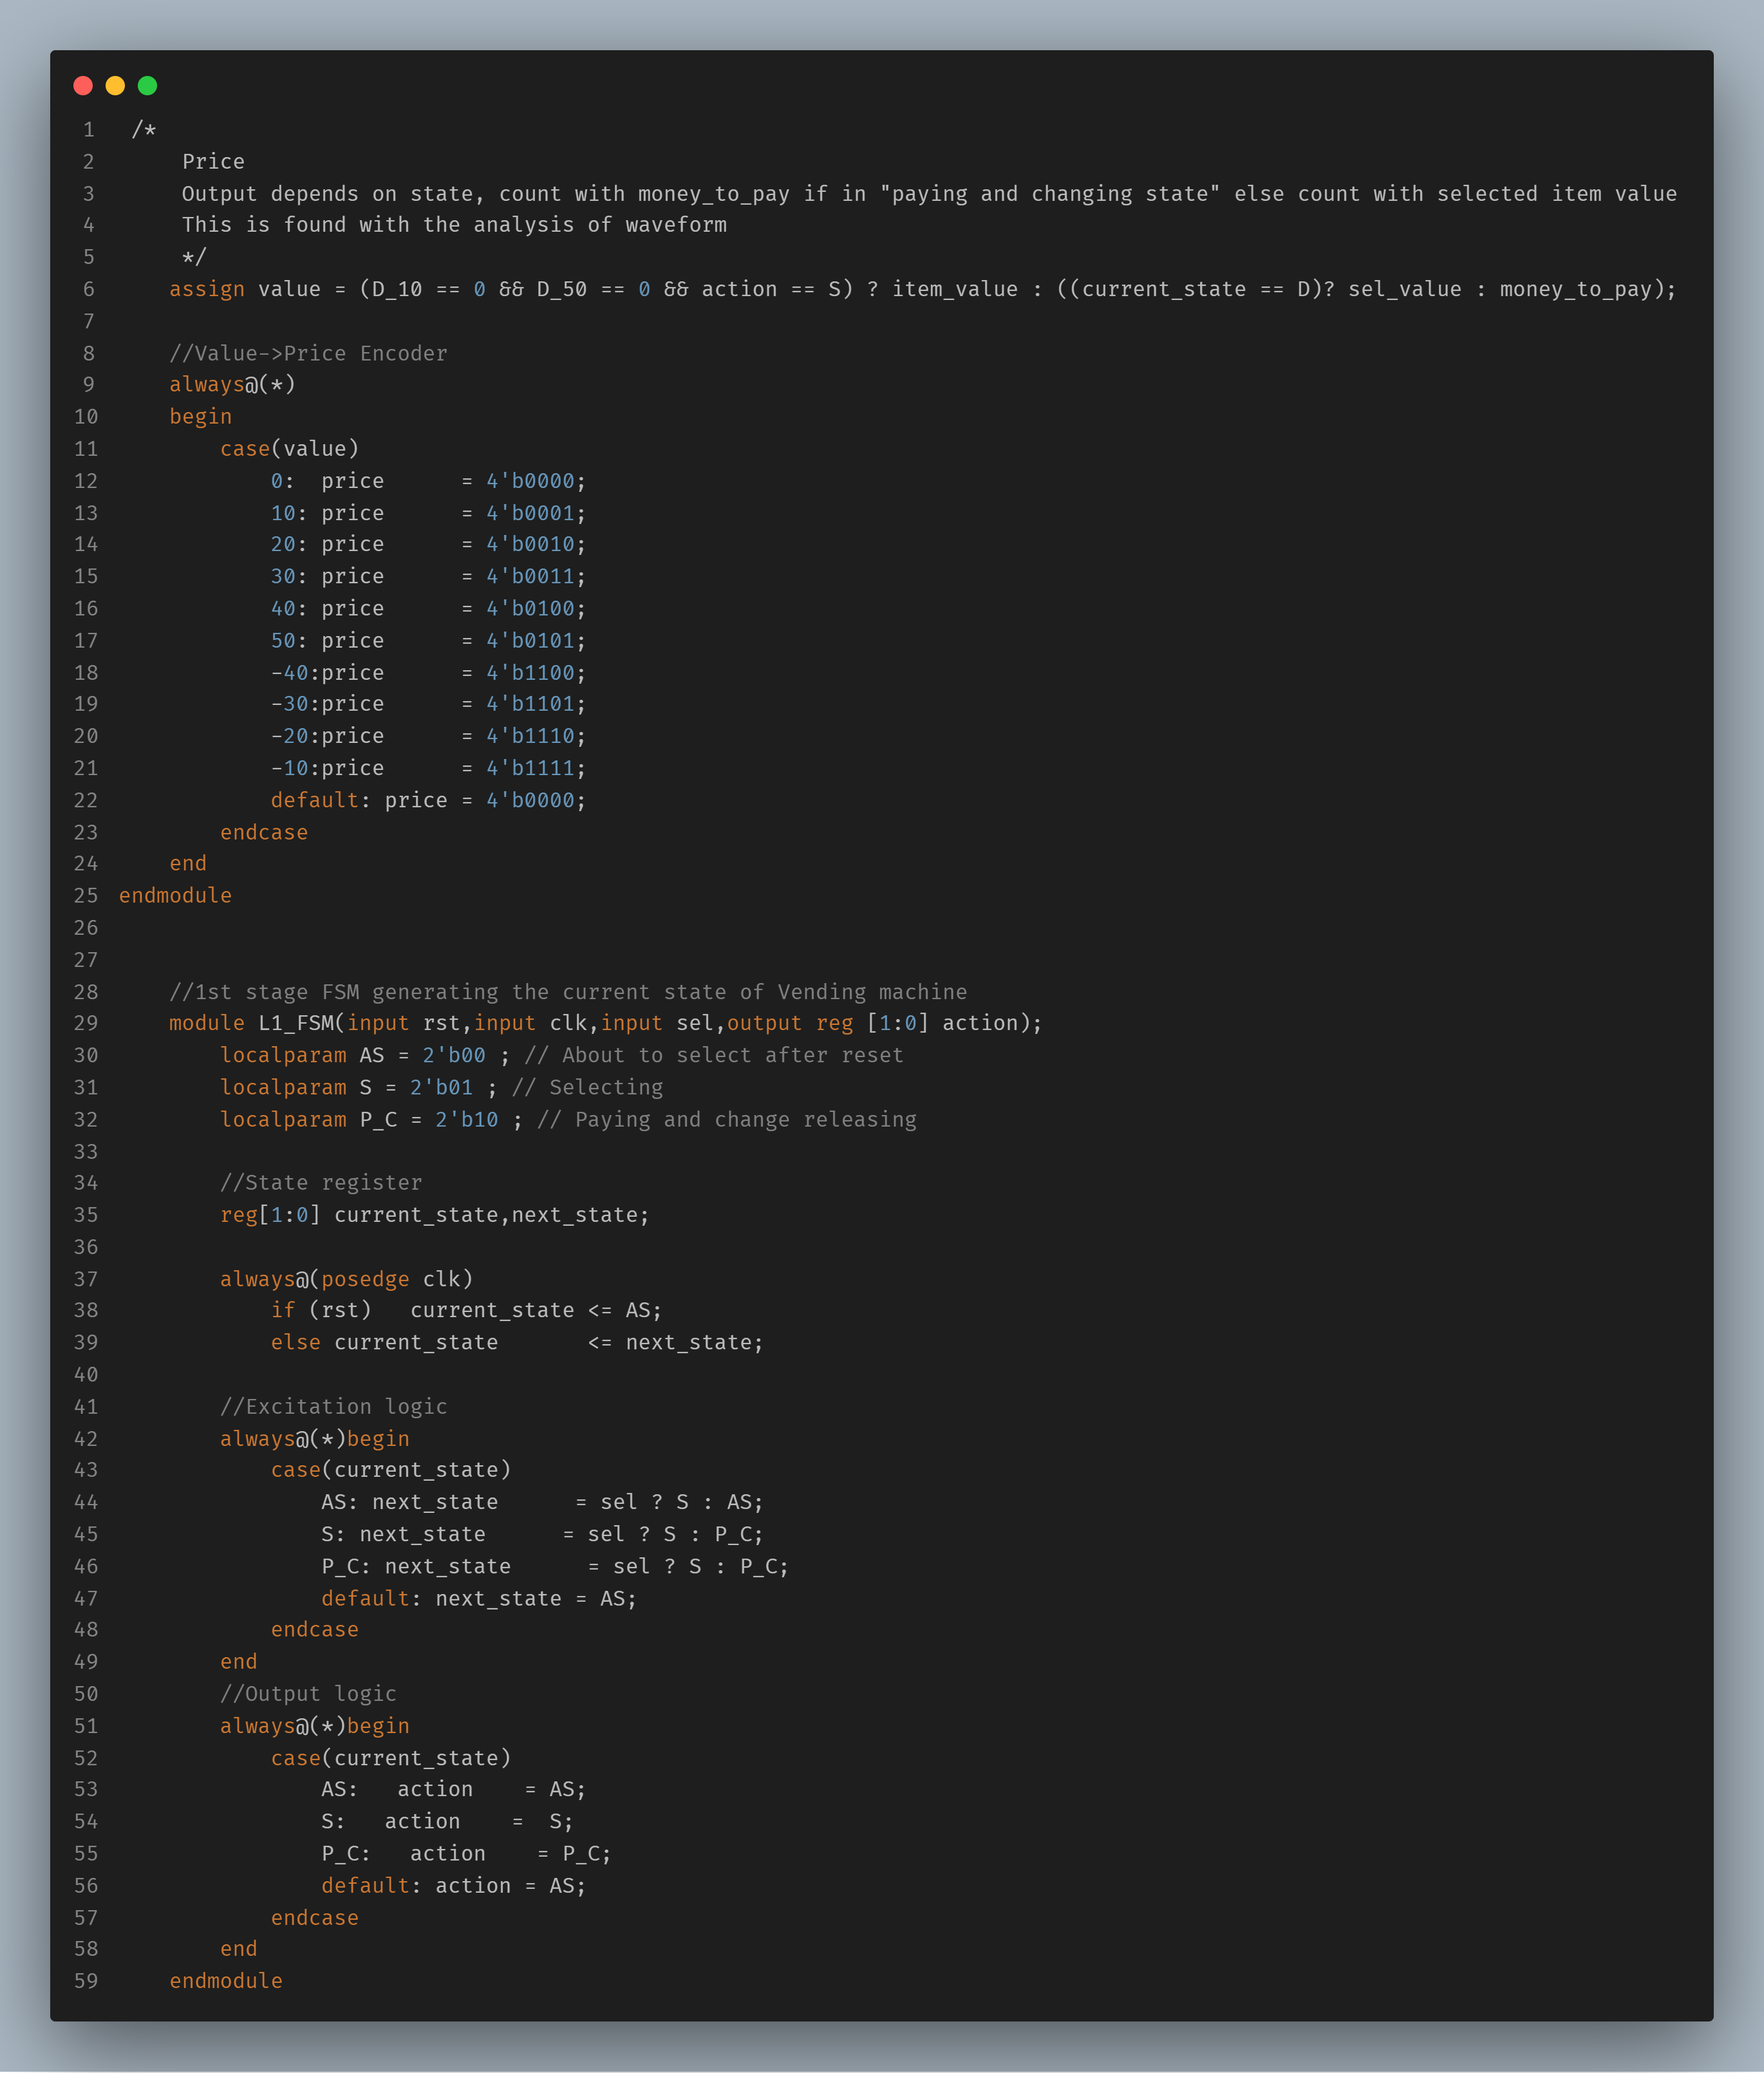 1 /*
2 Price
3 Output depends on state, count with money_to_pay if in "paying and changing state" else count with selected item value
4 This is found with the analysis of waveform
5 */
6 assign value = (D_10 == 0 && D_50 == 0 && action == S) ? item_value : ((current_state == D)? sel_value : money_to_pay);
7
8 //Value->Price Encoder
9 always@(*)
10 begin
11 case(value)
12 0:  price      = 4'b0000;
13 10: price      = 4'b0001;
14 20: price      = 4'b0010;
15 30: price      = 4'b0011;
16 40: price      = 4'b0100;
17 50: price      = 4'b0101;
18 -40:price      = 4'b1100;
19 -30:price      = 4'b1101;
20 -20:price      = 4'b1110;
21 -10:price      = 4'b1111;
22 default: price = 4'b0000;
23 endcase
24 end
25 endmodule
26
27
28 //1st stage FSM generating the current state of Vending machine
29 module L1_FSM(input rst,input clk,input sel,output reg [1:0] action);
30 localparam AS = 2'b00 ; // About to select after reset
31 localparam S = 2'b01 ; // Selecting
32 localparam P_C = 2'b10 ; // Paying and change releasing
33
34 //State register
35 reg[1:0] current_state,next_state;
36
37 always@(posedge clk)
38 if (rst)   current_state <= AS;
39 else current_state       <= next_state;
40
41 //Excitation logic
42 always@(*)begin
43 case(current_state)
44 AS: next_state      = sel ? S : AS;
45 S: next_state      = sel ? S : P_C;
46 P_C: next_state      = sel ? S : P_C;
47 default: next_state = AS;
48 endcase
49 end
50 //Output logic
51 always@(*)begin
52 case(current_state)
53 AS:   action    = AS;
54 S:   action    =  S;
55 P_C:   action    = P_C;
56 default: action = AS;
57 endcase
58 end
59 endmodule